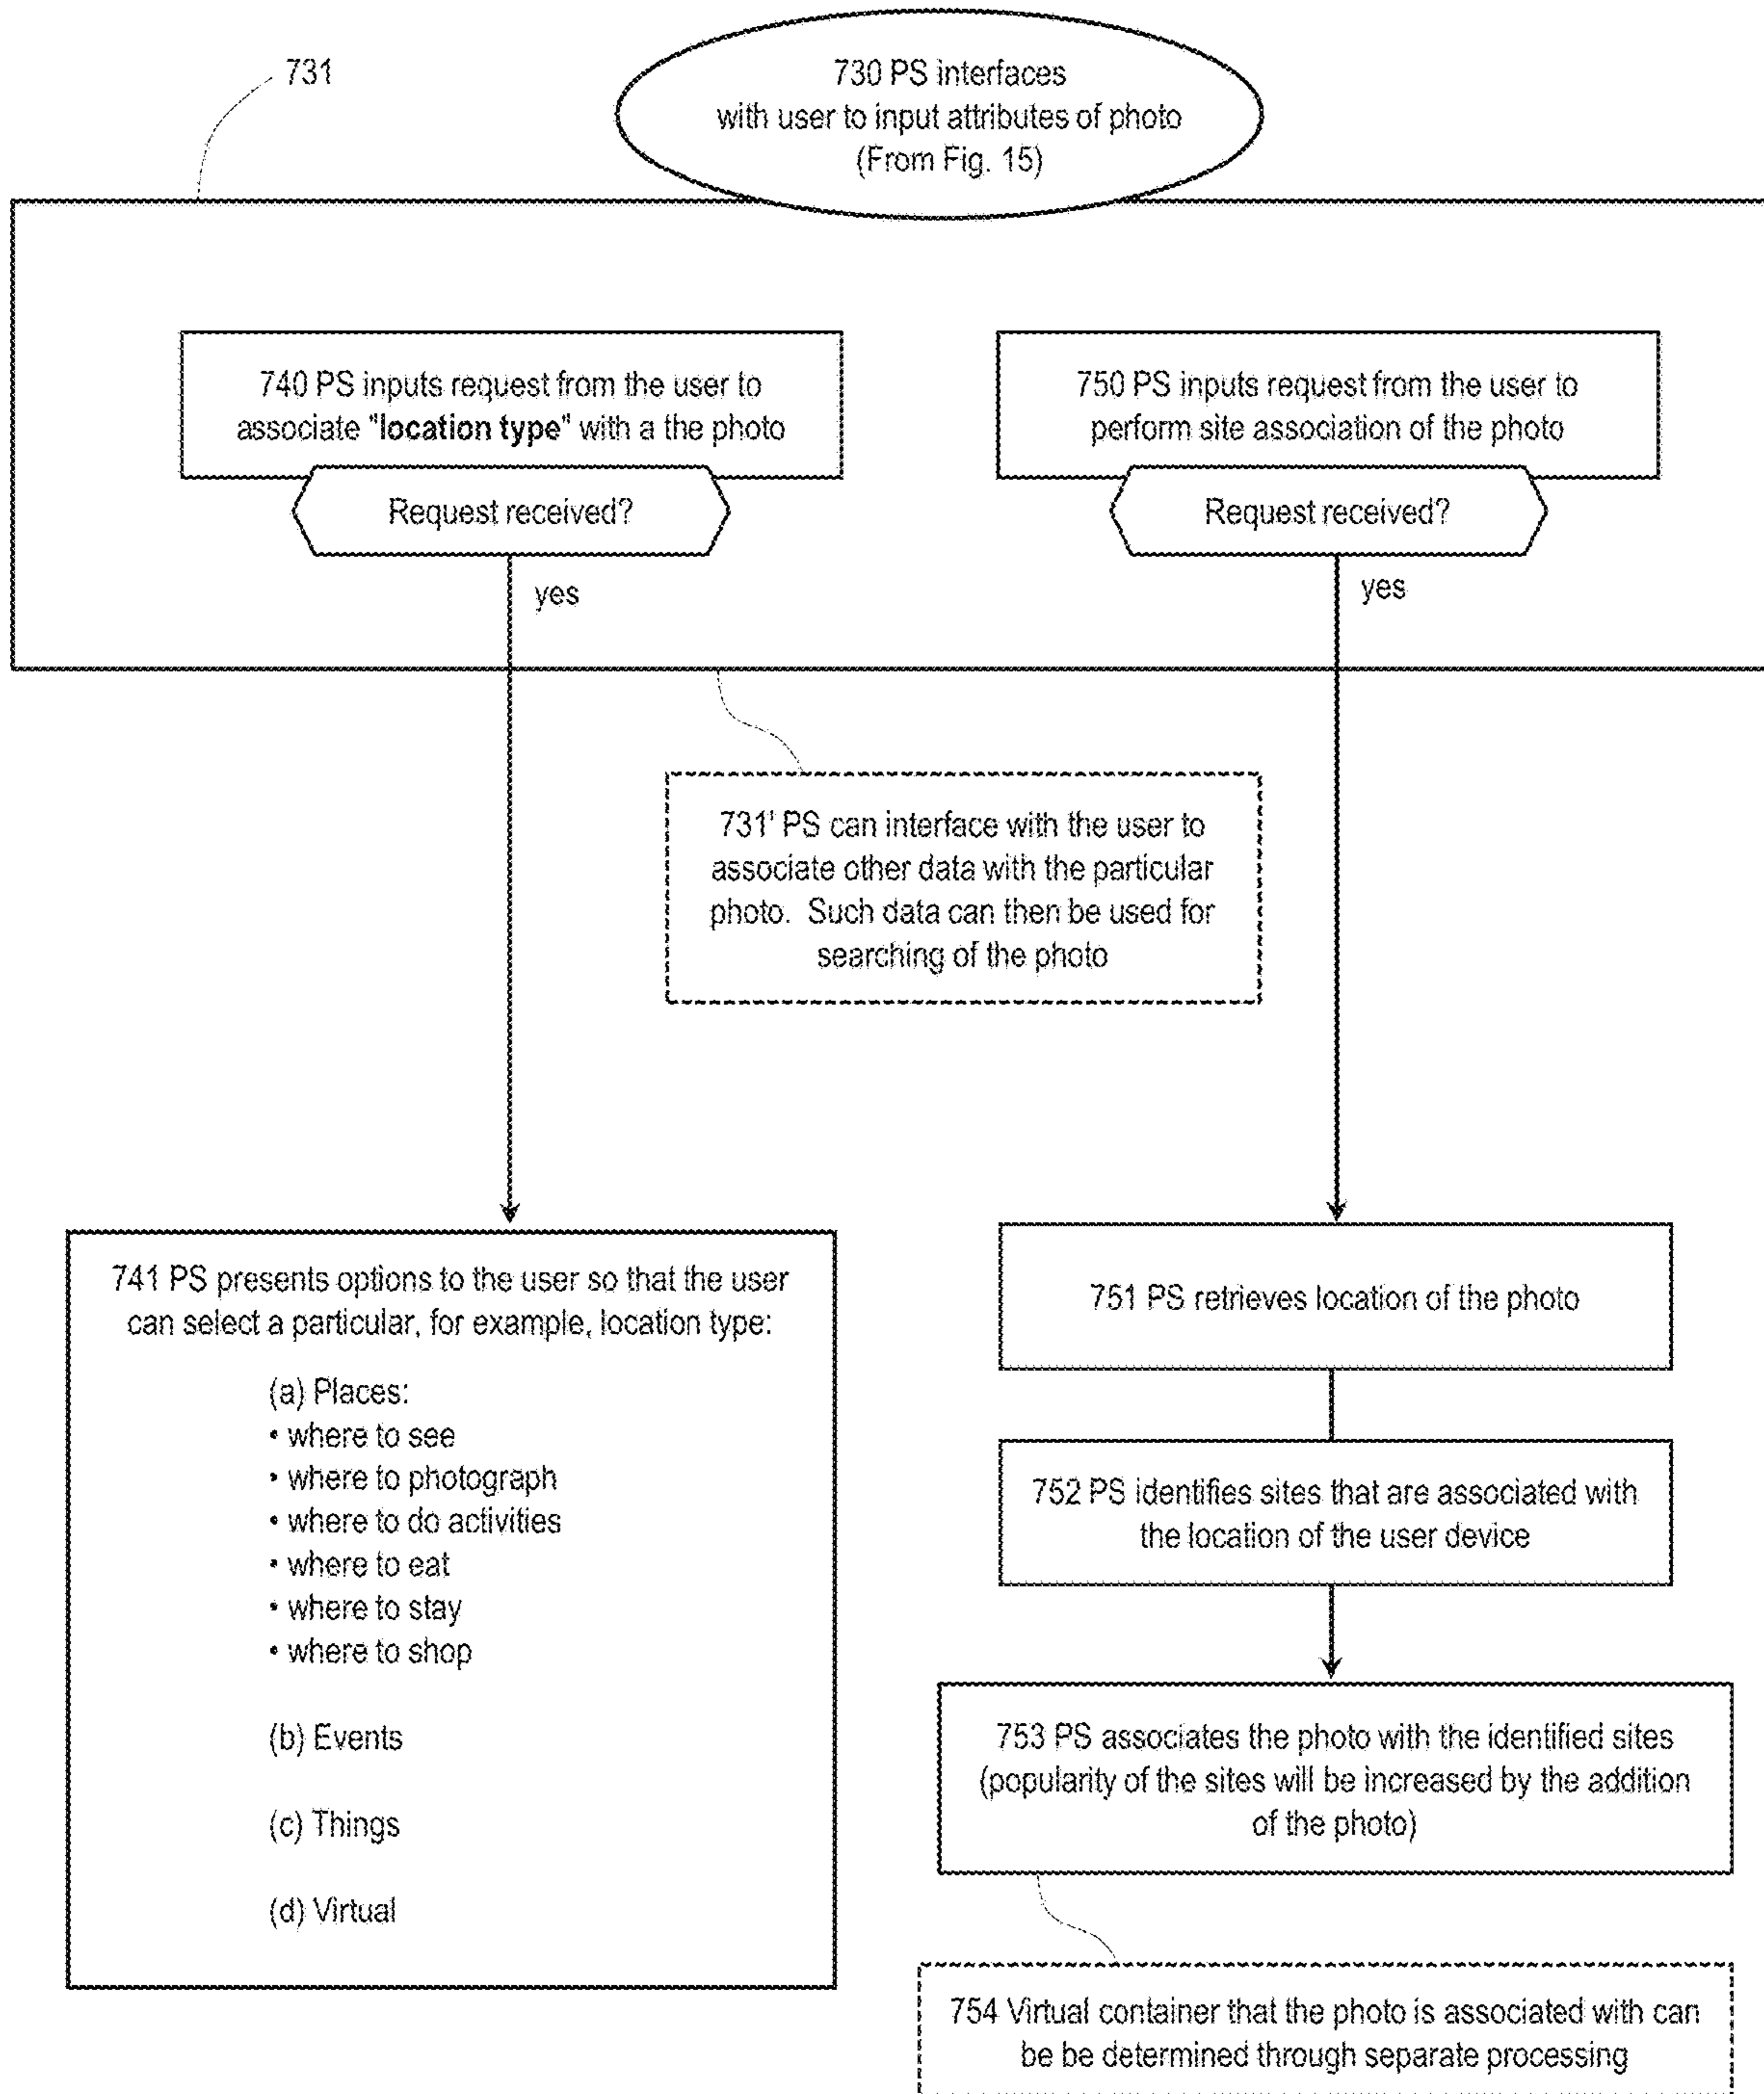 731
730 PS interfaces
with user to input attributes of photo
(From Fig. 15)
740 PS inputs request from the user to
associate "location type" with a the photo
Request received?
yes
750 PS inputs request from the user to
perform site association of the photo
Request received?
yes
731' PS can interface with the user to
associate other data with the particular
photo. Such data can then be used for
searching of the photo
741 PS presents options to the user so that the user
can select a particular, for example, location type:
(a) Places:
• where to see
• where to photograph
• where to do activities
• where to eat
• where to stay
• where to shop
(b) Events
(c) Things
(d) Virtual
751 PS retrieves location of the photo
752 PS identifies sites that are associated with
the location of the user device
753 PS associates the photo with the identified sites
(popularity of the sites will be increased by the addition
of the photo)
754 Virtual container that the photo is associated with can
be be determined through separate processing